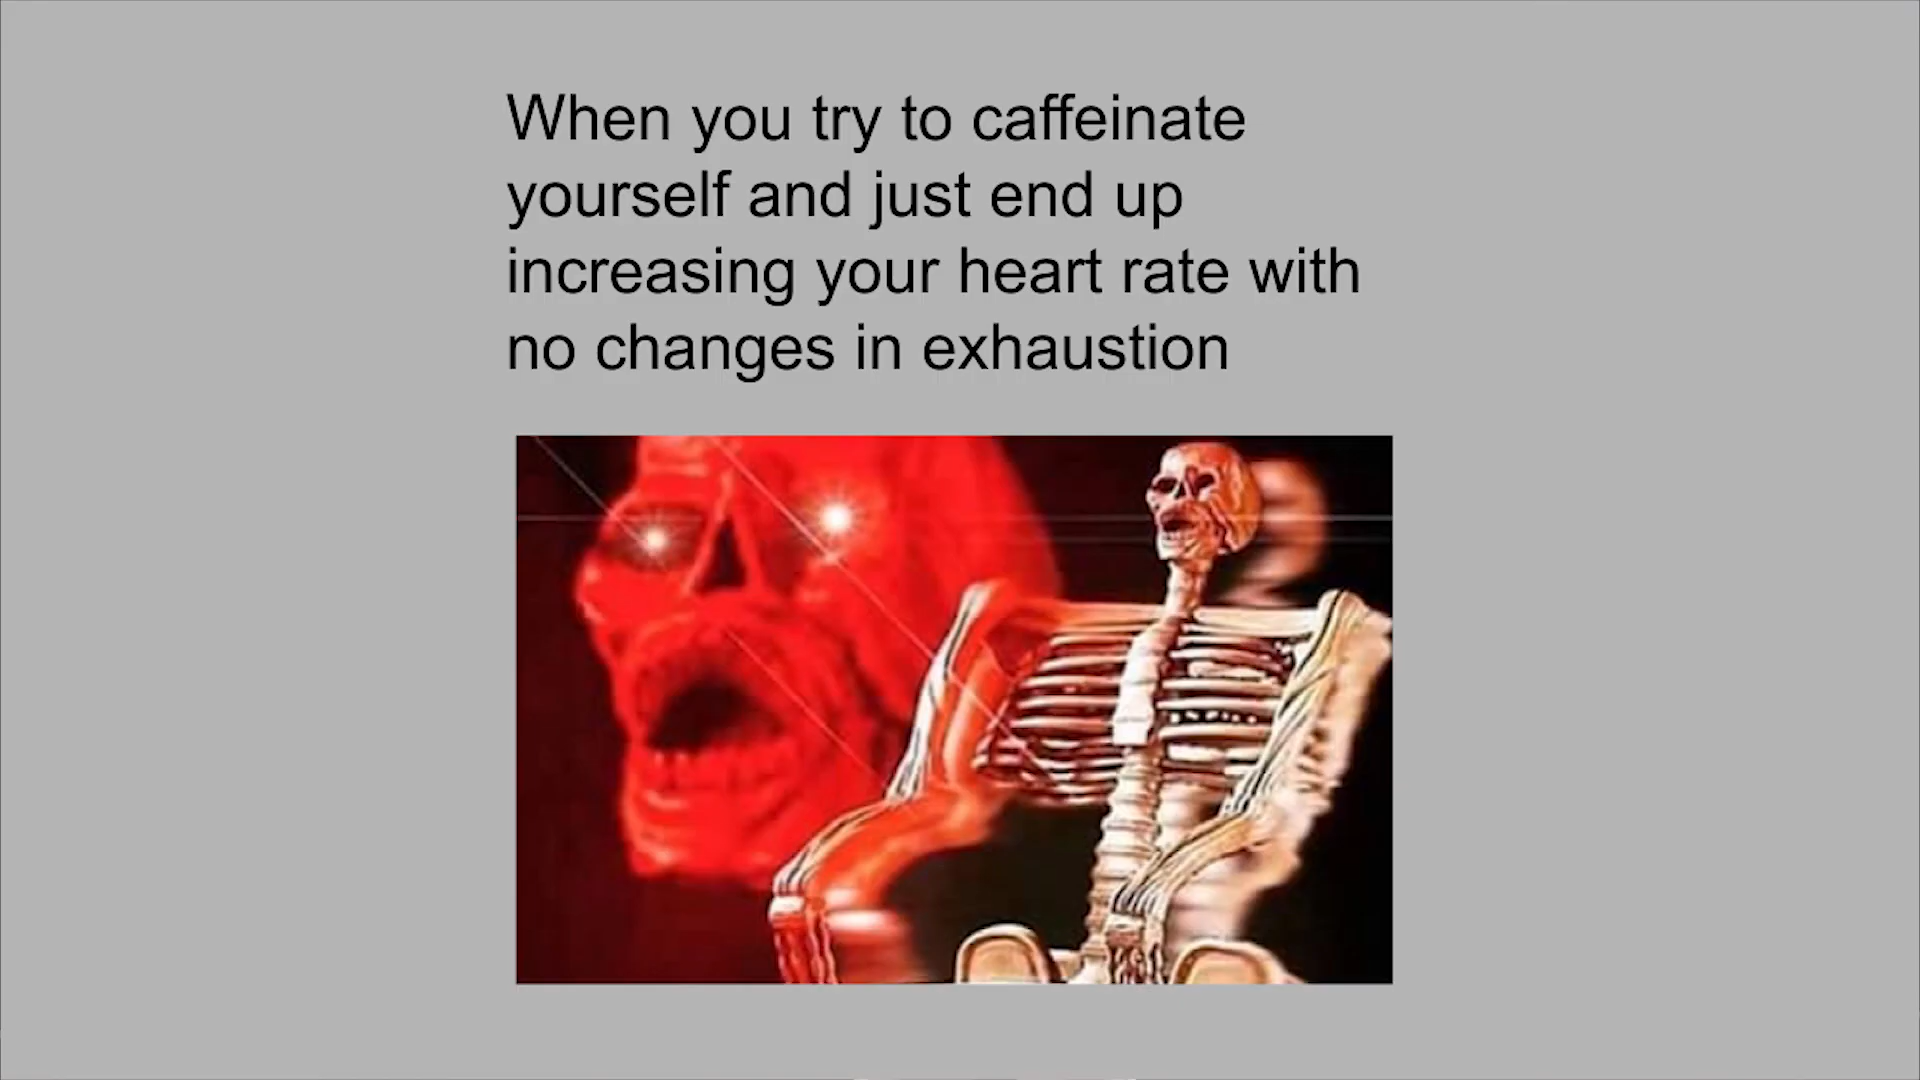 When you try to caffeinate
yourself and just end up
increasing your heart rate with
no changes in exhaustion